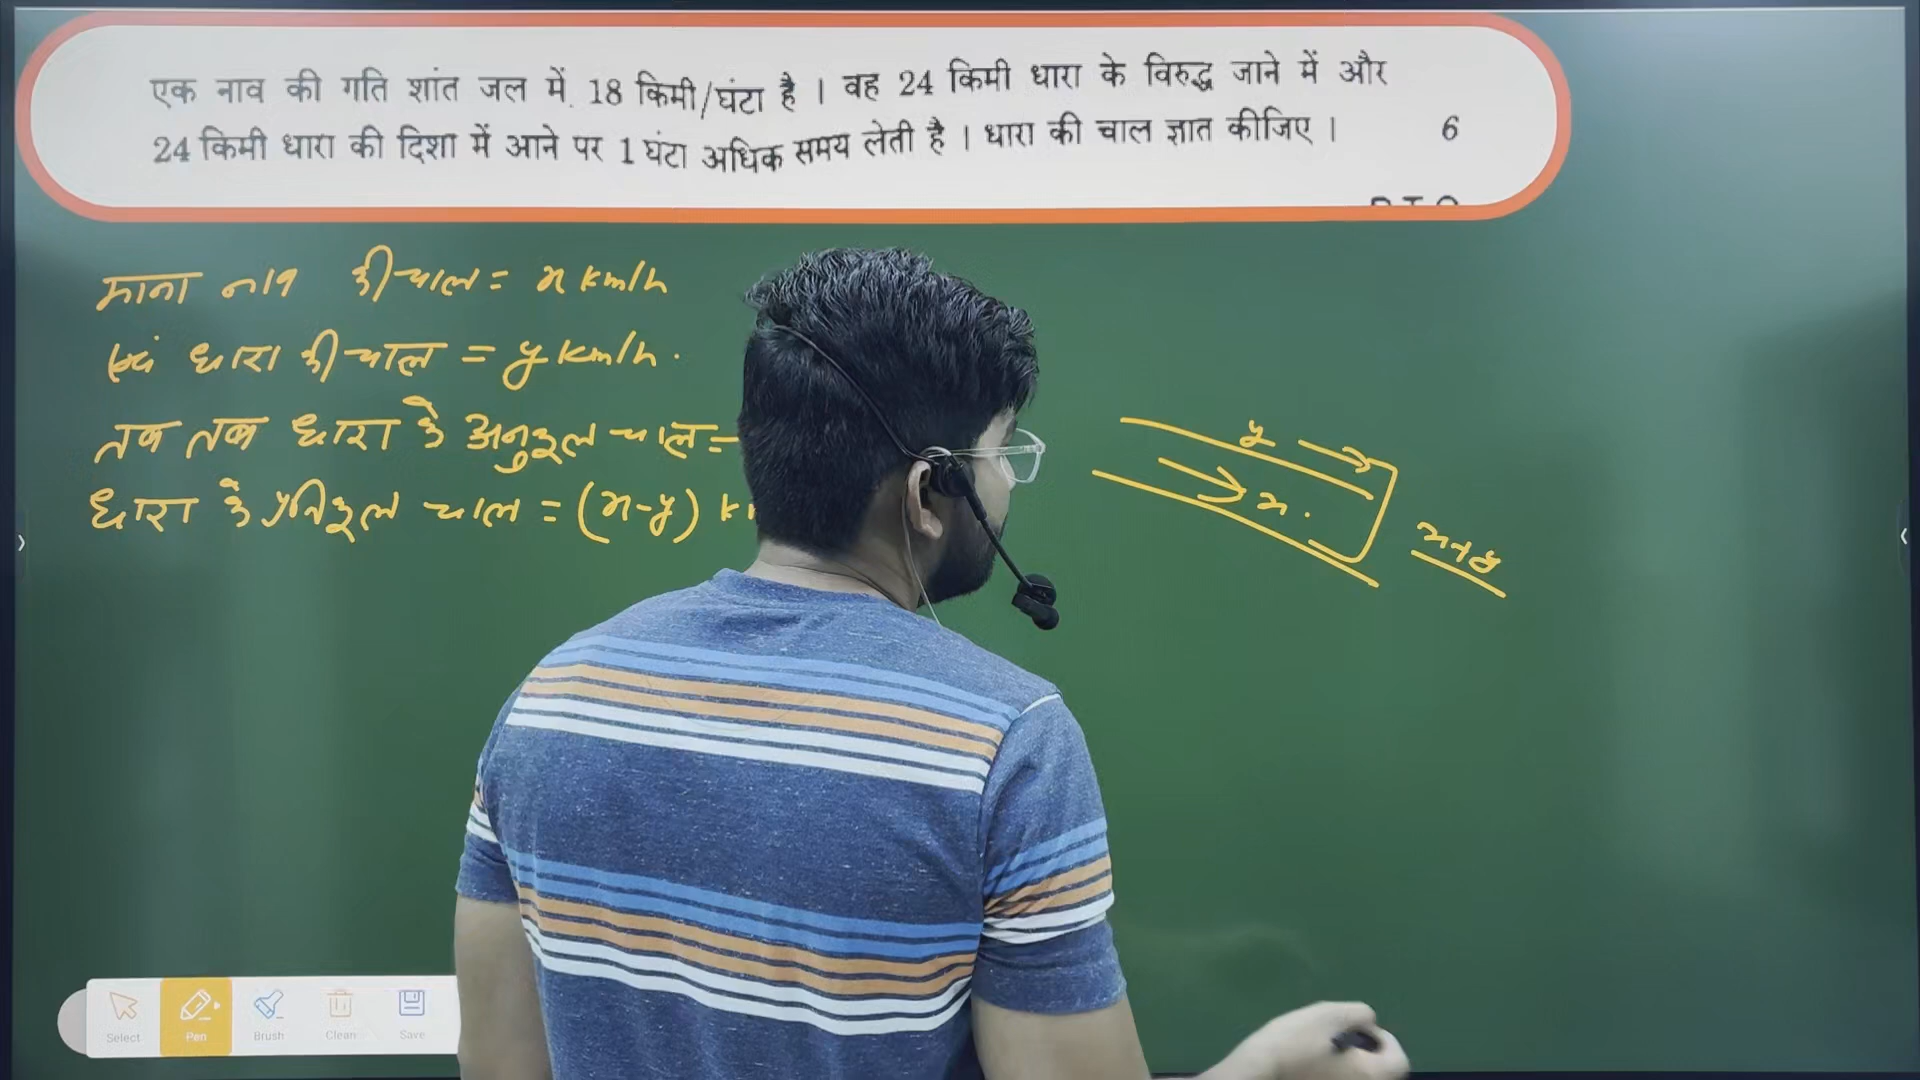 एक नाव की गति शांत जल में 18 किमी/घंटा है । वह 24 किमी धारा के विरुद्ध जाने में और
24 किमी धारा की दिशा में आने पर 1 घंटा अधिक समय लेती है । धारा की चाल ज्ञात कीजिए । 6
माना नाव की चाल = x km/h
एवं धारा की चाल = y km/h.
तब तब धारा के अनुकूल चाल =
धारा के प्रतिकूल चाल = (x-y)
y
x.
x+y
Select
Pen
Brush
Clean
Save